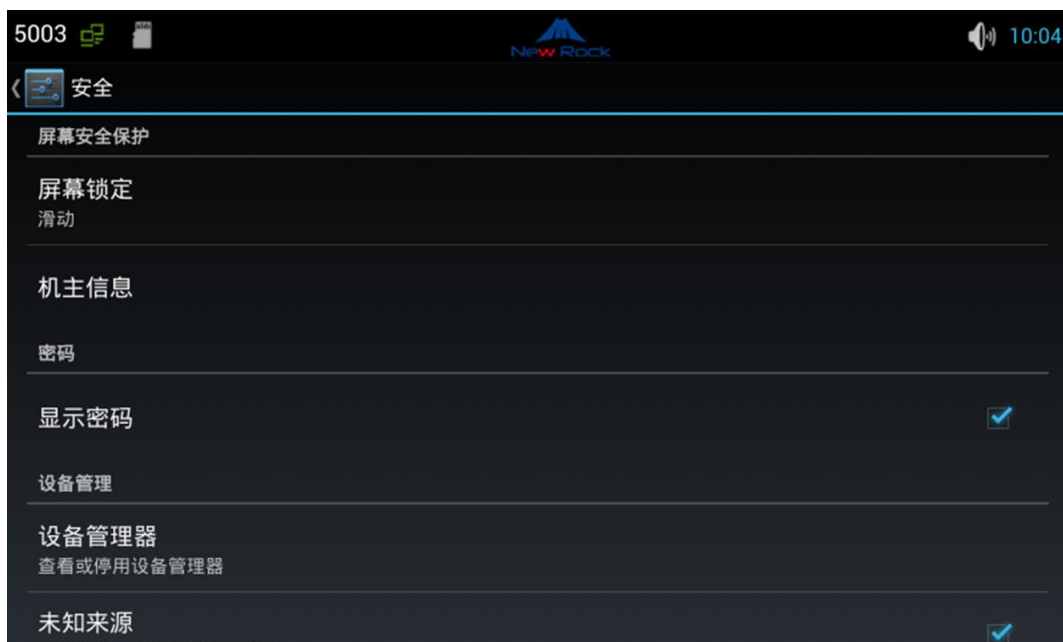 5003
New Rock
10:04
安全
屏幕安全保护
屏幕锁定
滑动
机主信息
密码
显示密码
设备管理
设备管理器
查看或停用设备管理器
未知来源